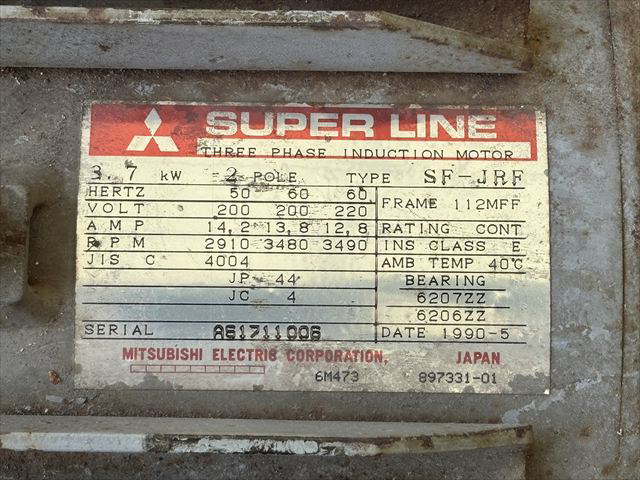 SUPER LINE
THREE PHASE INDUCTION MOTOR
3.7 kW 2 POLE TYPE SF-JRF
HERTZ 50 60 60 FRAME 112MFF
VOLT 200 200 220
AMP 14,2 13,8 12,8 RATING CONT
RPM 2910 3480 3490 INS CLASS E
JIS C 4004 AMB TEMP 40°C
JP 44 BEARING
JC 4 6207ZZ
6206ZZ
SERIAL A61711006 DATE 1990-5
MITSUBISHI ELECTRIC CORPORATION, JAPAN
6M473 897331-01